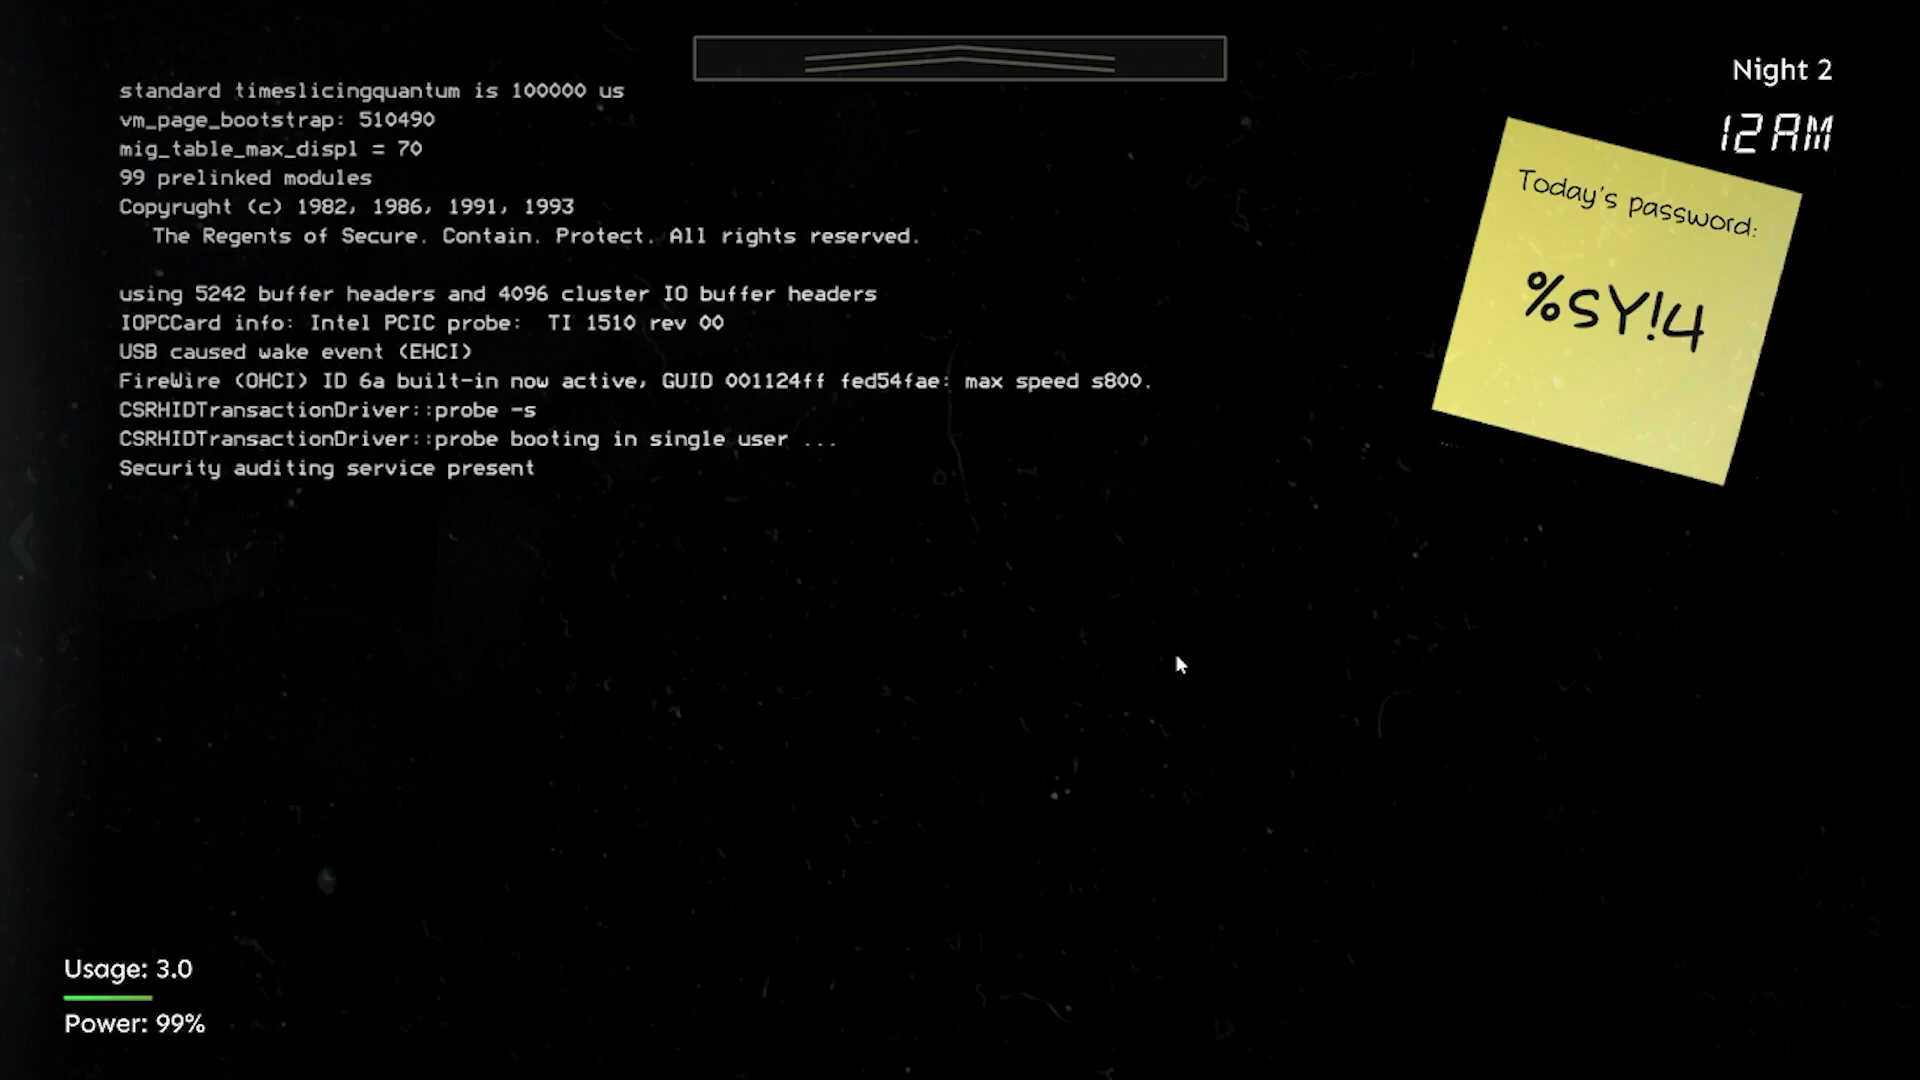 standard timeslicingquantum is 100000 us
vm_page_bootstrap: 510490
mig_table_max_displ = 70
99 prelinked modules
Copyrught (c) 1982, 1986, 1991, 1993
The Regents of Secure. Contain. Protect. All rights reserved.
using 5242 buffer headers and 4096 cluster IO buffer headers
IOPCCard info: Intel PCIC probe: TI 1510 rev 00
USB caused wake event (EHCI)
FireWire (OHCI) ID 6a built-in now active, GUID 001124ff fed54fae: max speed s800.
CSRHIDTransactionDriver::probe -s
CSRHIDTransactionDriver::probe booting in single user ...
Security auditing service present
Night 2
12 AM
Today's password:
%SY!4
Usage: 3.0
Power: 99%